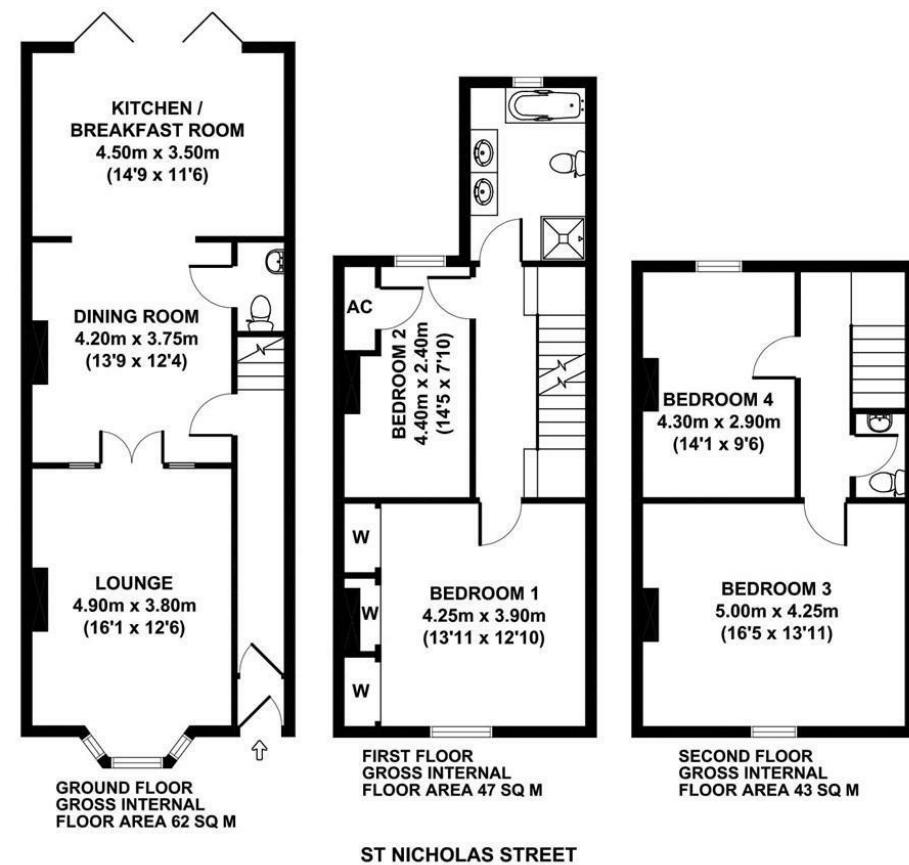 KITCHEN /
BREAKFAST ROOM
4.50m x 3.50m
(14'9 x 11'6)
DINING ROOM
4.20m x 3.75m
(13'9 x 12'4)
LOUNGE
4.90m x 3.80m
(16'1 x 12'6)
GROUND FLOOR
GROSS INTERNAL
FLOOR AREA 62 SQ M
AC
BEDROOM 2
4.40m x 2.40m
(14'5 x 7'10)
W
W
W
BEDROOM 1
4.25m x 3.90m
(13'11 x 12'10)
FIRST FLOOR
GROSS INTERNAL
FLOOR AREA 47 SQ M
BEDROOM 4
4.30m x 2.90m
(14'1 x 9'6)
BEDROOM 3
5.00m x 4.25m
(16'5 x 13'11)
SECOND FLOOR
GROSS INTERNAL
FLOOR AREA 43 SQ M
ST NICHOLAS STREET